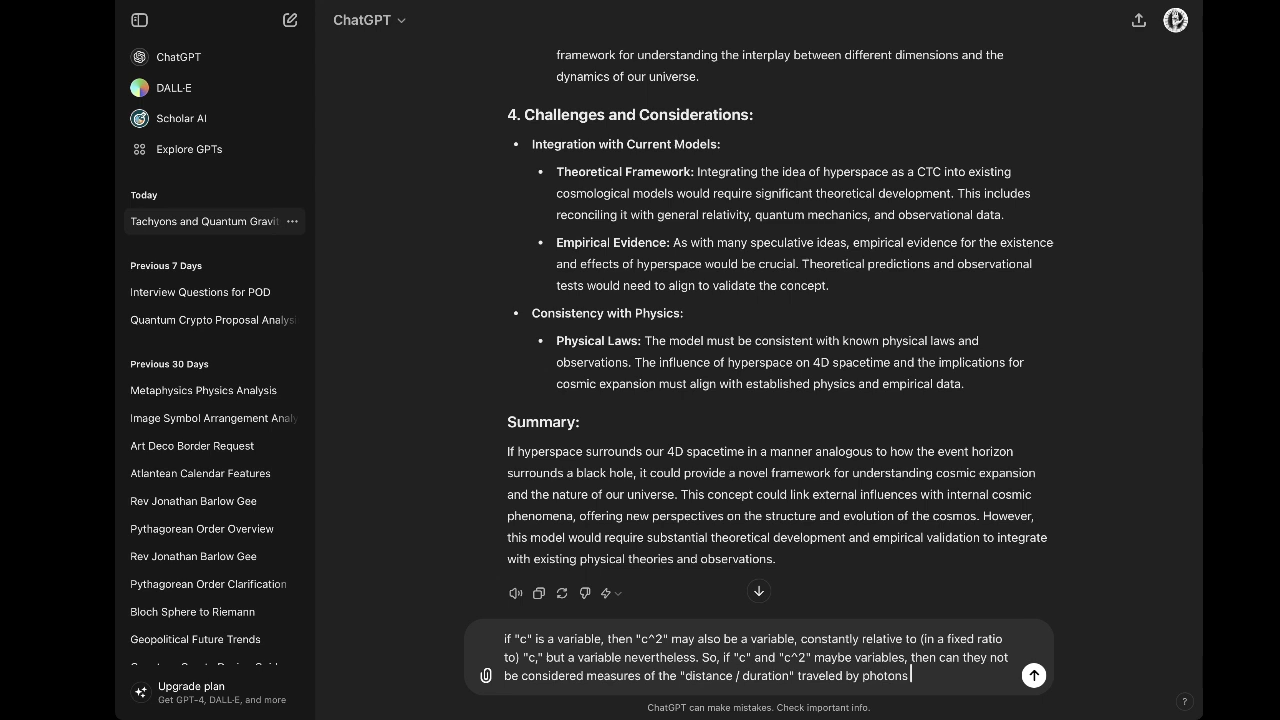 ChatGPT
ChatGPT
DALL·E
Scholar AI
Explore GPTs
Today
Tachyons and Quantum Gravit
Previous 7 Days
Interview Questions for POD
Quantum Crypto Proposal Analysi
Previous 30 Days
Metaphysics Physics Analysis
Image Symbol Arrangement Analy
Art Deco Border Request
Atlantean Calendar Features
Rev Jonathan Barlow Gee
Pythagorean Order Overview
Rev Jonathan Barlow Gee
Pythagorean Order Clarification
Bloch Sphere to Riemann
Geopolitical Future Trends
Upgrade plan
Get GPT-4, DALL·E, and more
framework for understanding the interplay between different dimensions and the
dynamics of our universe.
4. Challenges and Considerations:
• Integration with Current Models:
• Theoretical Framework: Integrating the idea of hyperspace as a CTC into existing
cosmological models would require significant theoretical development. This includes
reconciling it with general relativity, quantum mechanics, and observational data.
• Empirical Evidence: As with many speculative ideas, empirical evidence for the existence
and effects of hyperspace would be crucial. Theoretical predictions and observational
tests would need to align to validate the concept.
• Consistency with Physics:
• Physical Laws: The model must be consistent with known physical laws and
observations. The influence of hyperspace on 4D spacetime and the implications for
cosmic expansion must align with established physics and empirical data.
Summary:
If hyperspace surrounds our 4D spacetime in a manner analogous to how the event horizon
surrounds a black hole, it could provide a novel framework for understanding cosmic expansion
and the nature of our universe. This concept could link external influences with internal cosmic
phenomena, offering new perspectives on the structure and evolution of the cosmos. However,
this model would require substantial theoretical development and empirical validation to integrate
with existing physical theories and observations.
if "c" is a variable, then "c^2" may also be a variable, constantly relative to (in a fixed ratio
to) "c," but a variable nevertheless. So, if "c" and "c^2" maybe variables, then can they not
be considered measures of the "distance / duration" traveled by photons
ChatGPT can make mistakes. Check important info.
?